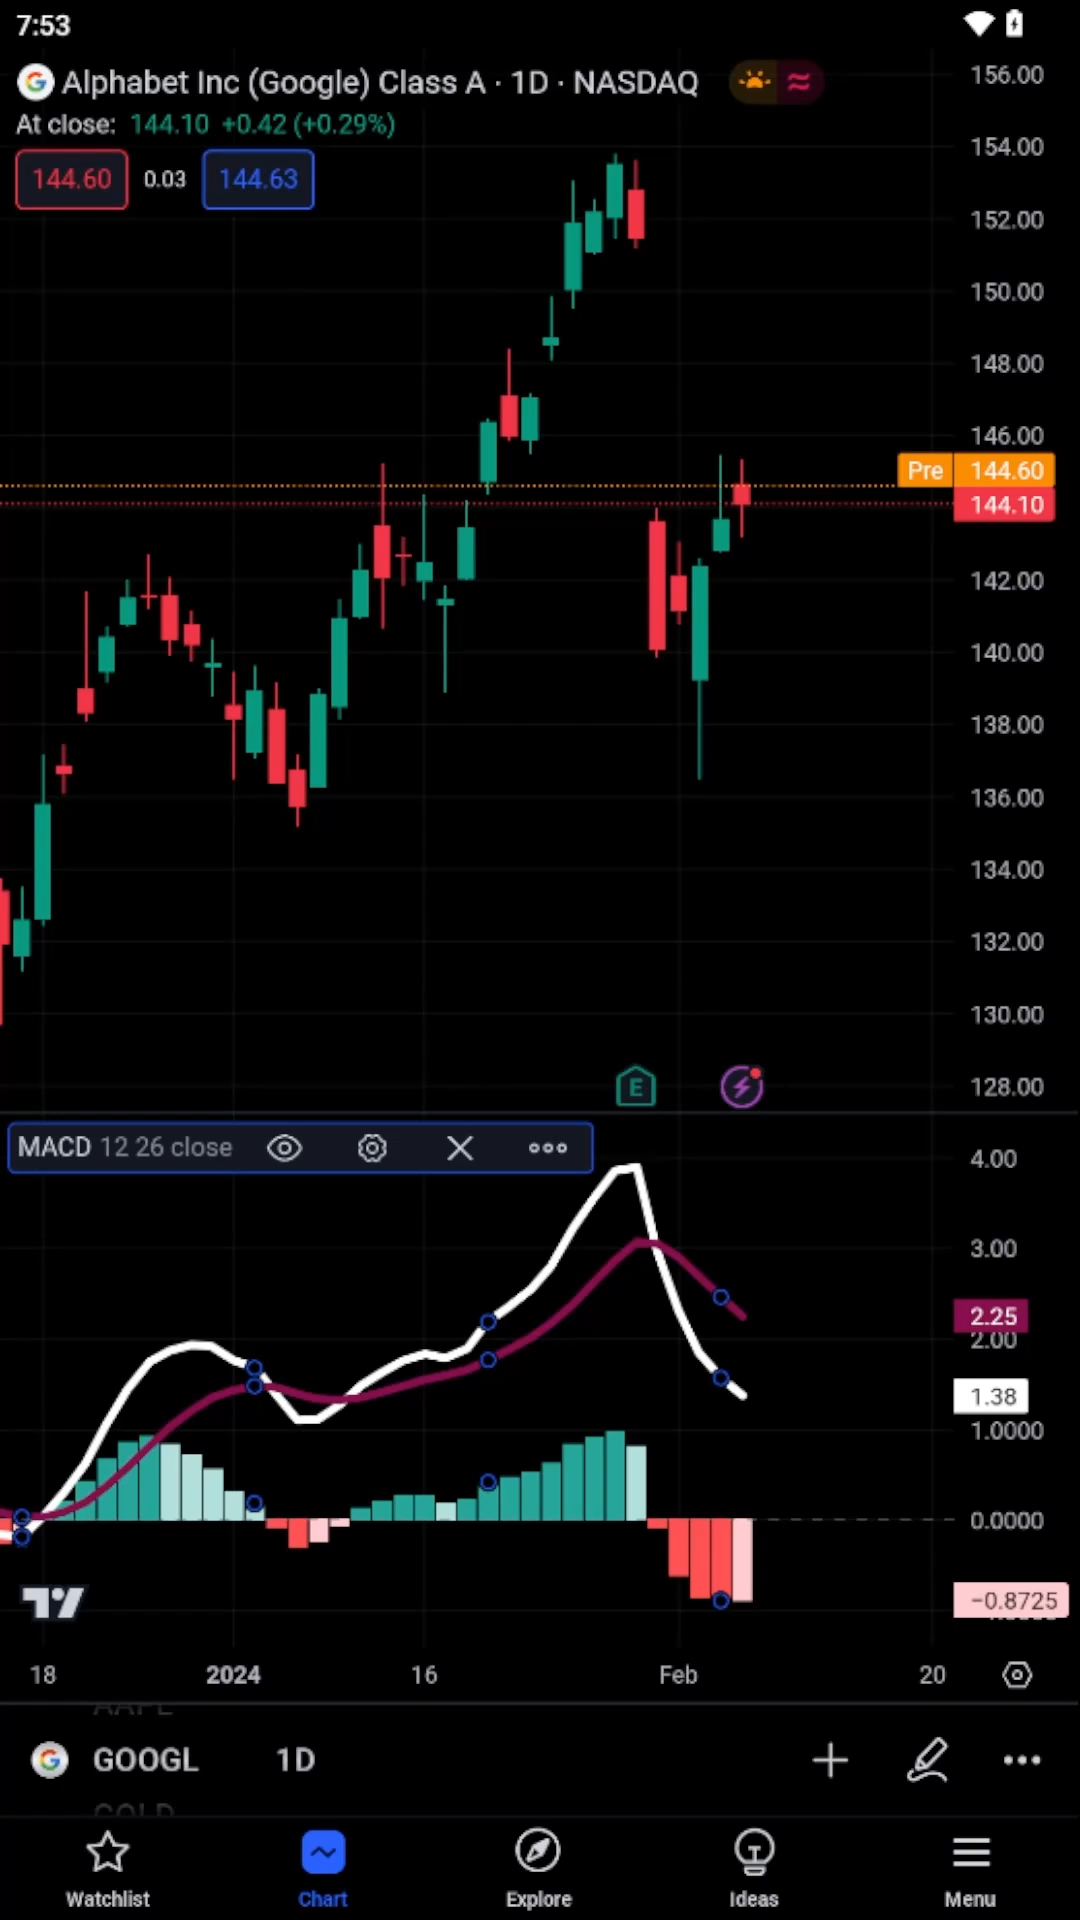 7:53
Alphabet Inc (Google) Class A · 1D · NASDAQ
At close: 144.10 +0.42 (+0.29%)
144.60 0.03 144.63
156.00
154.00
152.00
150.00
148.00
146.00
Pre 144.60
144.10
142.00
140.00
138.00
136.00
134.00
132.00
130.00
128.00
E
MACD 12 26 close
4.00
3.00
2.25
2.00
1.38
1.0000
0.0000
−0.8725
18 2024 16 Feb 20
AAPL
GOOGL 1D
GOLD
Watchlist Chart Explore Ideas Menu